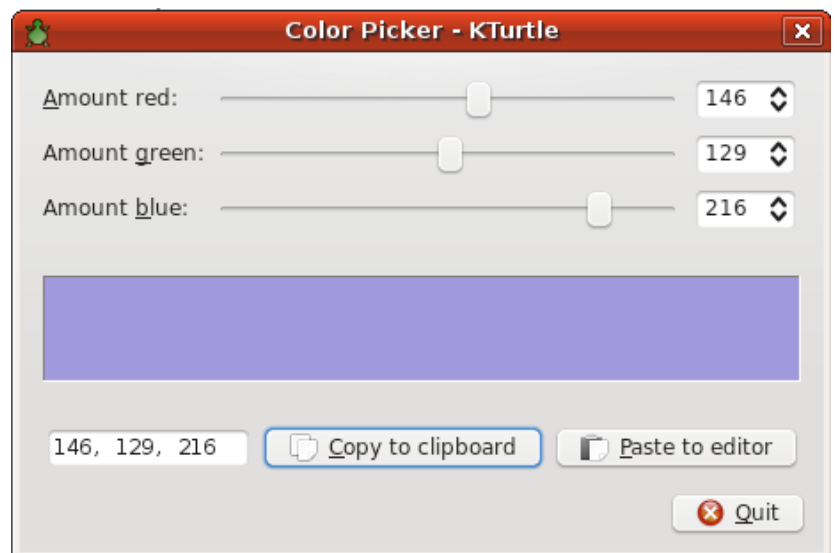 Color Picker - KTurtle
Amount red: 146
Amount green: 129
Amount blue: 216
146, 129, 216 Copy to clipboard Paste to editor
Quit